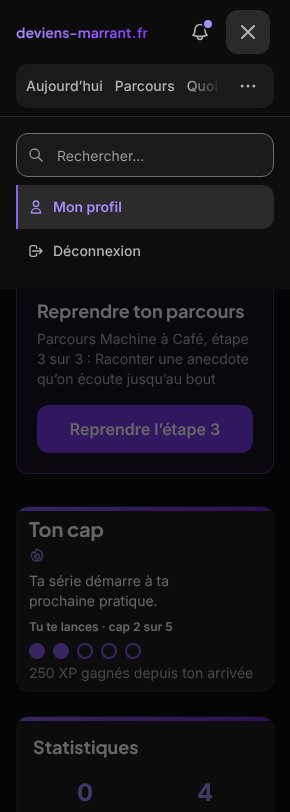 deviens-marrant.fr
Aujourd'hui Parcours Quoi
Rechercher...
Mon profil
Déconnexion
Reprendre ton parcours
Parcours Machine à Café, étape
3 sur 3 : Raconter une anecdote
qu'on écoute jusqu'au bout
Reprendre l'étape 3
Ton cap
Ta série démarre à ta
prochaine pratique.
Tu te lances · cap 2 sur 5
250 XP gagnés depuis ton arrivée
Statistiques
0 4